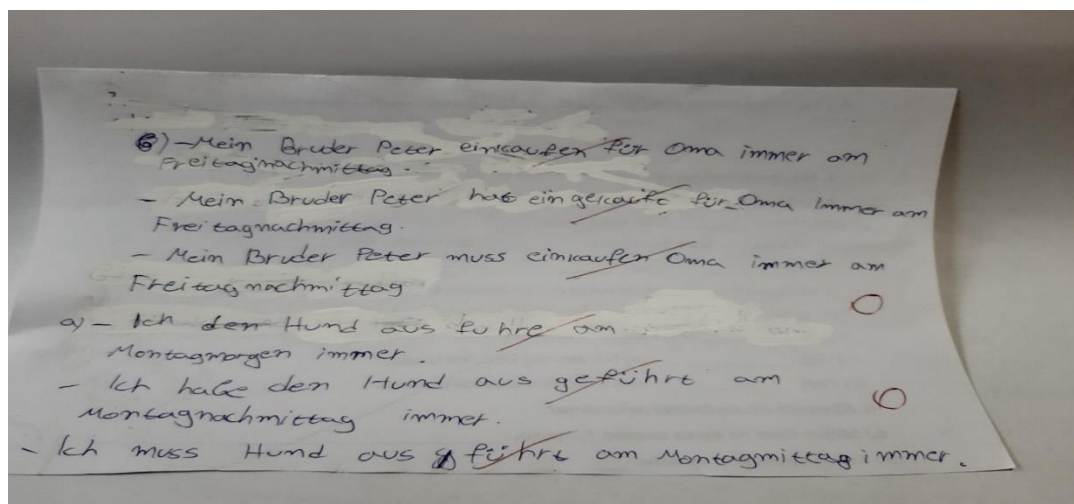 6) - Mein Bruder Peter einkaufen für Oma immer am
Freitagnachmittag.
- Mein Bruder Peter hat eingekauft für Oma immer am
Freitagnachmittag.
- Mein Bruder Peter muss einkaufen Oma immer am
Freitagnachmittag
a) - Ich den Hund aus fuhre am
Montagmorgen immer.
- Ich habe den Hund aus geführt am
Montagnachmittag immer.
- Ich muss Hund aus führt am Montagmittag immer.